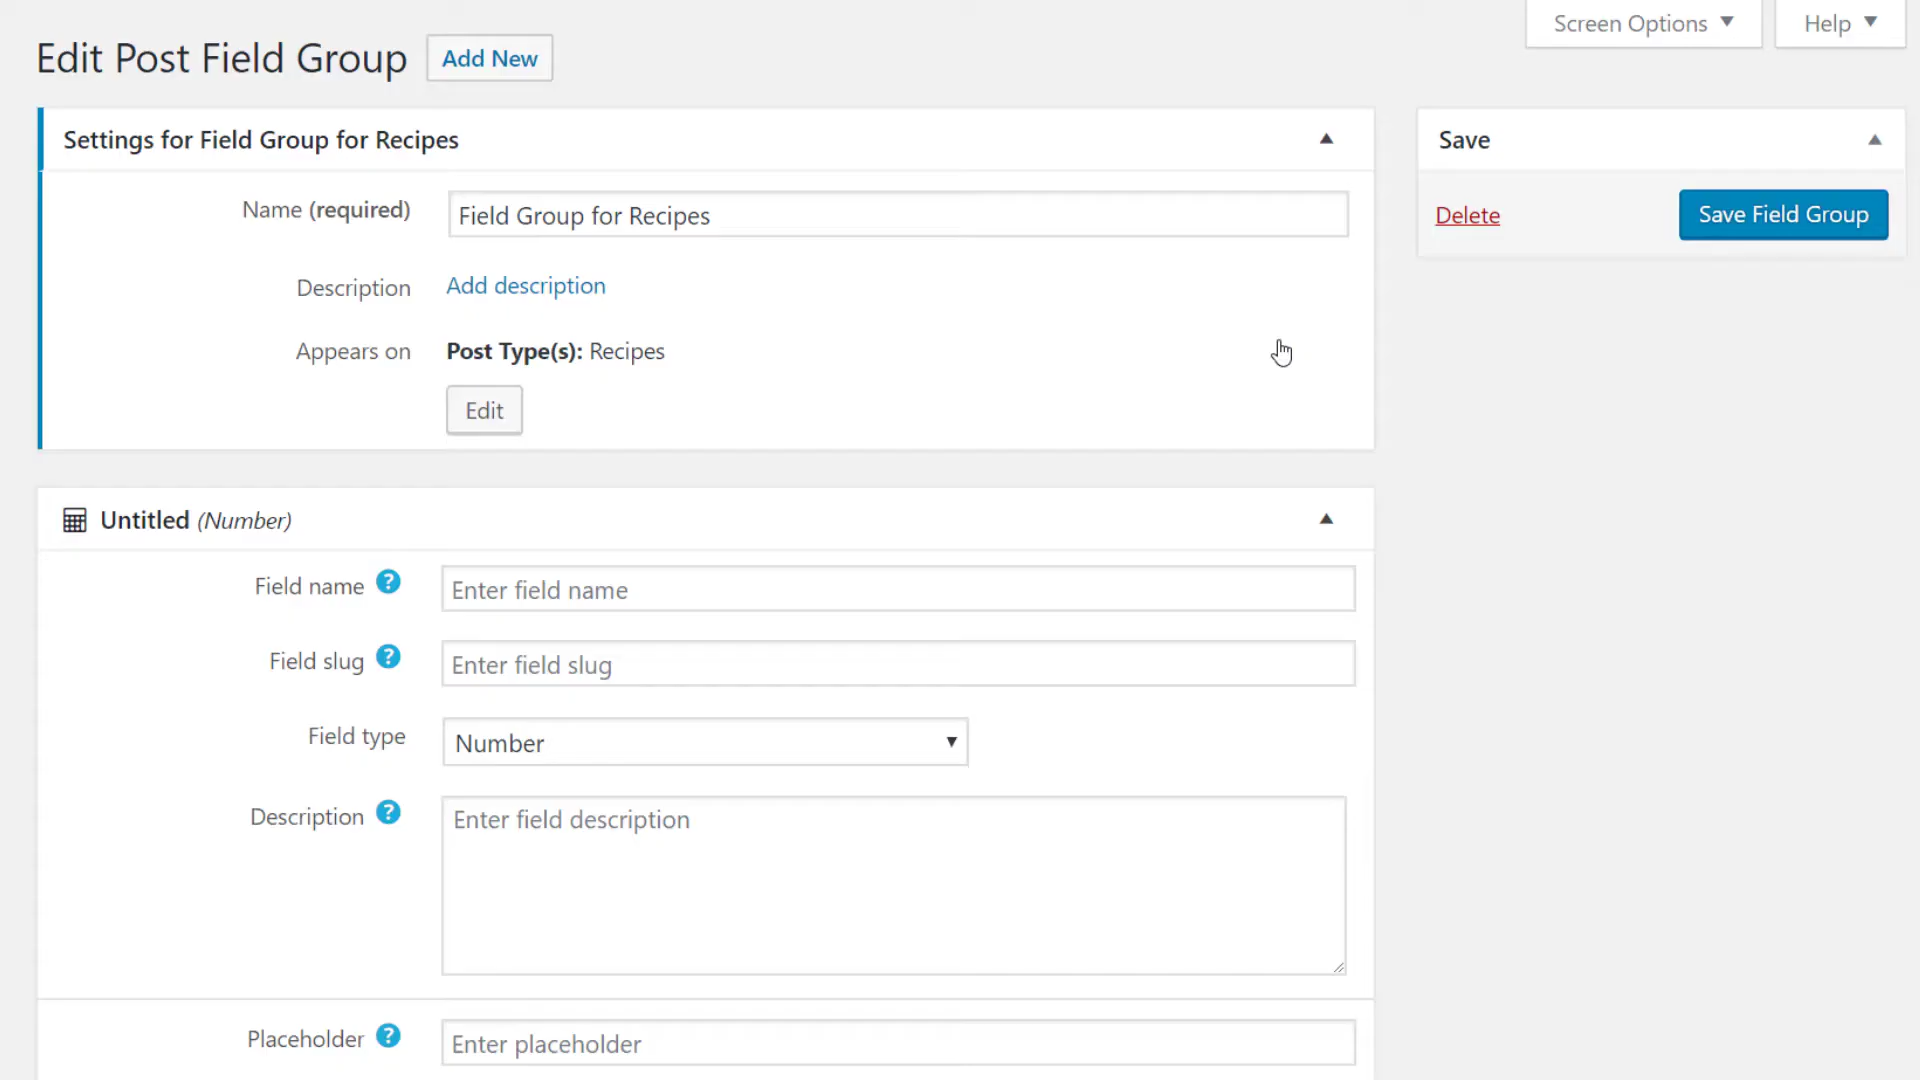 Screen Options ▼
Help ▼
Edit Post Field Group
Add New
Settings for Field Group for Recipes
Name (required)
Field Group for Recipes
Description
Add description
Appears on
Post Type(s): Recipes
Edit
Save
Delete
Save Field Group
Untitled (Number)
Field name ?
Enter field name
Field slug ?
Enter field slug
Field type
Number
Description ?
Enter field description
Placeholder ?
Enter placeholder